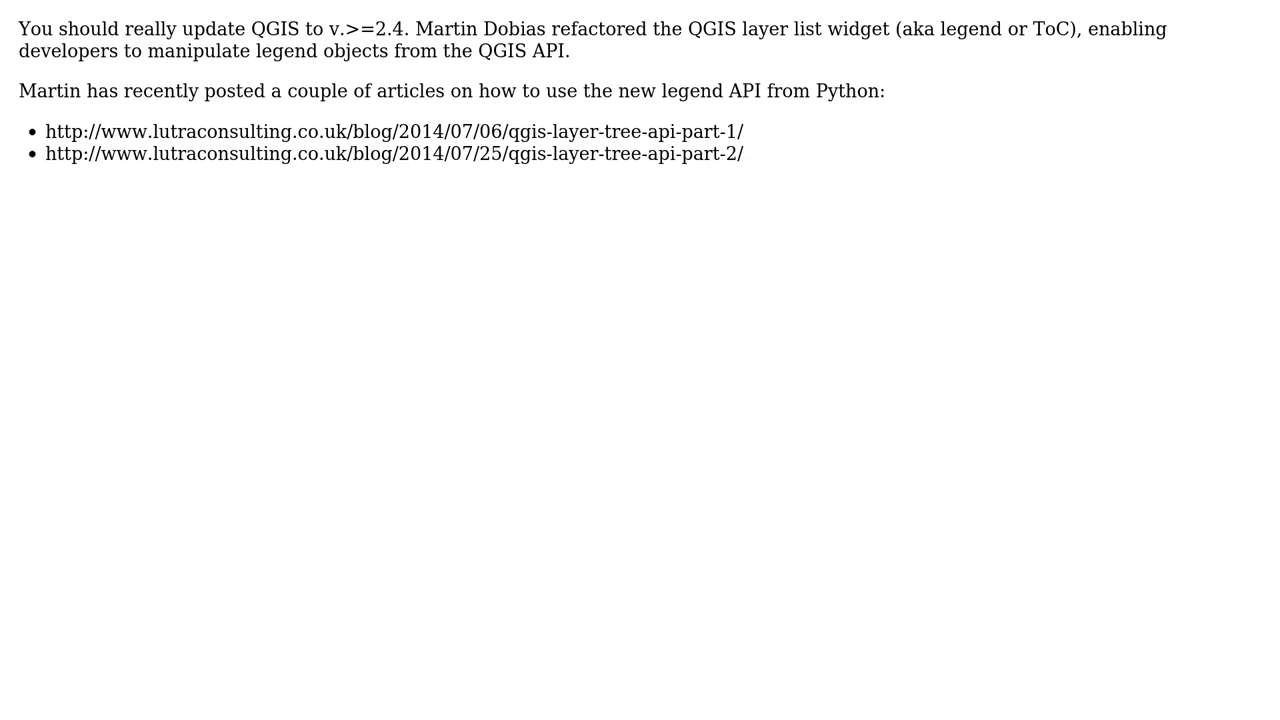 You should really update QGIS to v.>=2.4. Martin Dobias refactored the QGIS layer list widget (aka legend or ToC), enabling
developers to manipulate legend objects from the QGIS API.
Martin has recently posted a couple of articles on how to use the new legend API from Python:
• http://www.lutraconsulting.co.uk/blog/2014/07/06/qgis-layer-tree-api-part-1/
• http://www.lutraconsulting.co.uk/blog/2014/07/25/qgis-layer-tree-api-part-2/